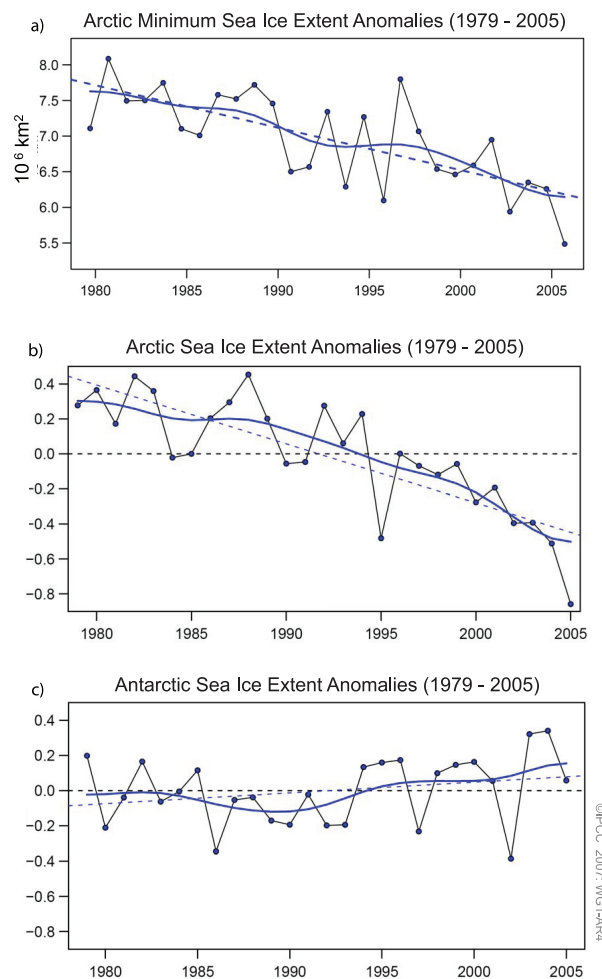 a)
Arctic Minimum Sea Ice Extent Anomalies (1979 - 2005)
10⁶ km²
8.0
7.5
7.0
6.5
6.0
5.5
1980 1985 1990 1995 2000 2005
b)
Arctic Sea Ice Extent Anomalies (1979 - 2005)
0.4
0.2
0.0
−0.2
−0.4
−0.6
−0.8
1980 1985 1990 1995 2000 2005
c)
Antarctic Sea Ice Extent Anomalies (1979 - 2005)
0.4
0.2
0.0
−0.2
−0.4
−0.6
−0.8
1980 1985 1990 1995 2000 2005
©IPCC 2007: WG1-AR4